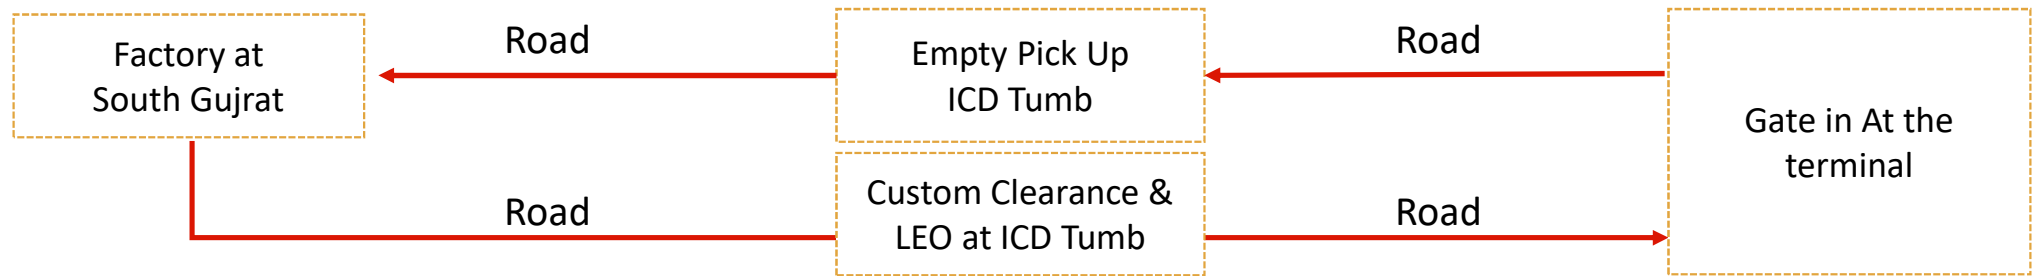 Factory at
South Gujrat
Road
Empty Pick Up
ICD Tumb
Road
Gate in At the
terminal
Road
Custom Clearance &
LEO at ICD Tumb
Road